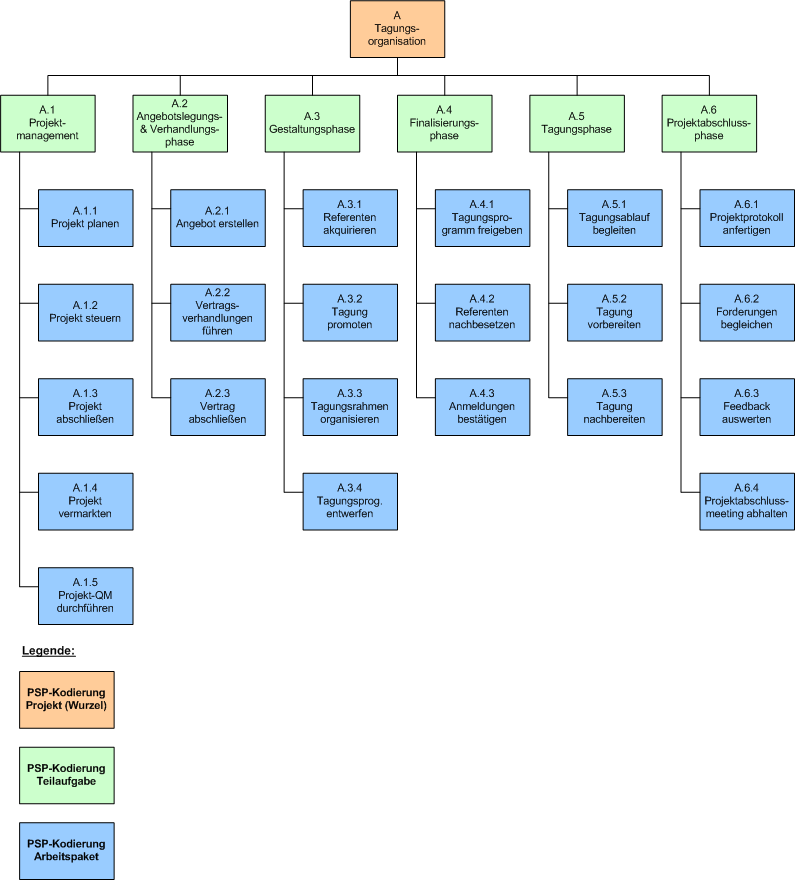 A
Tagungs-
organisation
A.1
Projekt-
management
A.2
Angebotslegungs-
& Verhandlungs-
phase
A.3
Gestaltungsphase
A.4
Finalisierungs-
phase
A.5
Tagungsphase
A.6
Projektabschluss-
phase
A.1.1
Projekt planen
A.2.1
Angebot erstellen
A.3.1
Referenten
akquirieren
A.4.1
Tagungspro-
gramm freigeben
A.5.1
Tagungsablauf
begleiten
A.6.1
Projektprotokoll
anfertigen
A.1.2
Projekt steuern
A.2.2
Vertrags-
verhandlungen
führen
A.3.2
Tagung
promoten
A.4.2
Referenten
nachbesetzen
A.5.2
Tagung
vorbereiten
A.6.2
Forderungen
begleichen
A.1.3
Projekt
abschließen
A.2.3
Vertrag
abschließen
A.3.3
Tagungsrahmen
organisieren
A.4.3
Anmeldungen
bestätigen
A.5.3
Tagung
nachbereiten
A.6.3
Feedback
auswerten
A.1.4
Projekt
vermarkten
A.3.4
Tagungsprog.
entwerfen
A.6.4
Projektabschluss-
meeting abhalten
A.1.5
Projekt-QM
durchführen
Legende:
PSP-Kodierung
Projekt (Wurzel)
PSP-Kodierung
Teilaufgabe
PSP-Kodierung
Arbeitspaket